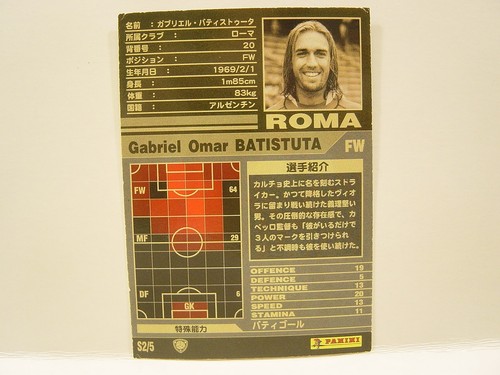 名前 : ガブリエル・バティストゥータ
所属クラブ : ローマ
背番号 : 20
ポジション : FW
生年月日 : 1969/2/1
身長 : 1m85cm
体重 : 83kg
国籍 : アルゼンチン
ROMA
Gabriel Omar BATISTUTA FW
選手紹介
カルチョ史上に名を刻むストラ
イカー。かつて降格したヴィオ
ラに留まり戦い続けた義理堅い
男。その圧倒的な存在感で、カ
ペッロ監督も「彼がいるだけで
3人のマークを引きつけられ
る」と不調時も彼を使い続けた。
FW 64
MF 29
DF 6
GK
OFFENCE 19
DEFENCE 5
TECHNIQUE 13
POWER 20
SPEED 13
STAMINA 11
特殊能力 バティゴール
S2/5
PANINI